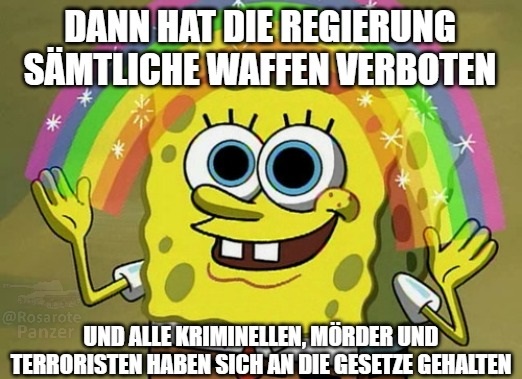 DANN HAT DIE REGIERUNG
SÄMTLICHE WAFFEN VERBOTEN
@Rosarote
Panzer
UND ALLE KRIMINELLEN, MÖRDER UND
TERRORISTEN HABEN SICH AN DIE GESETZE GEHALTEN